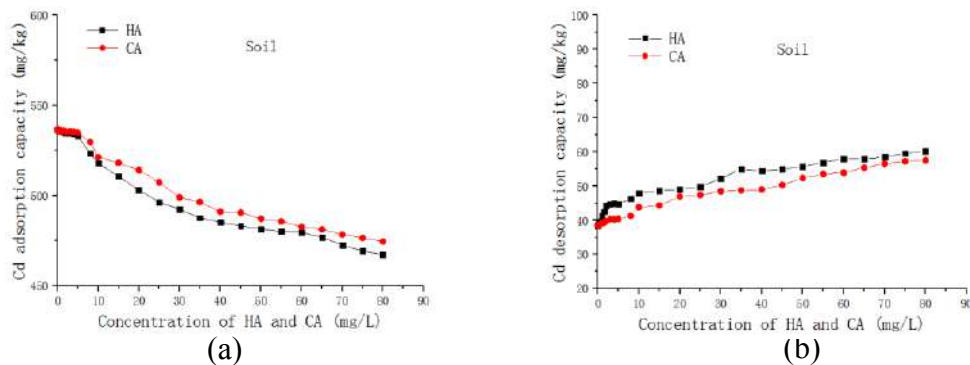 600
550
500
450
Cd adsorption capacity (mg/kg)
HA
CA
Soil
0 10 20 30 40 50 60 70 80 90
Concentration of HA and CA (mg/L)
(a)
100
90
80
70
60
50
40
30
20
Cd desorption capacity (mg/kg)
HA
CA
Soil
0 10 20 30 40 50 60 70 80 90
Concentration of HA and CA (mg/L)
(b)